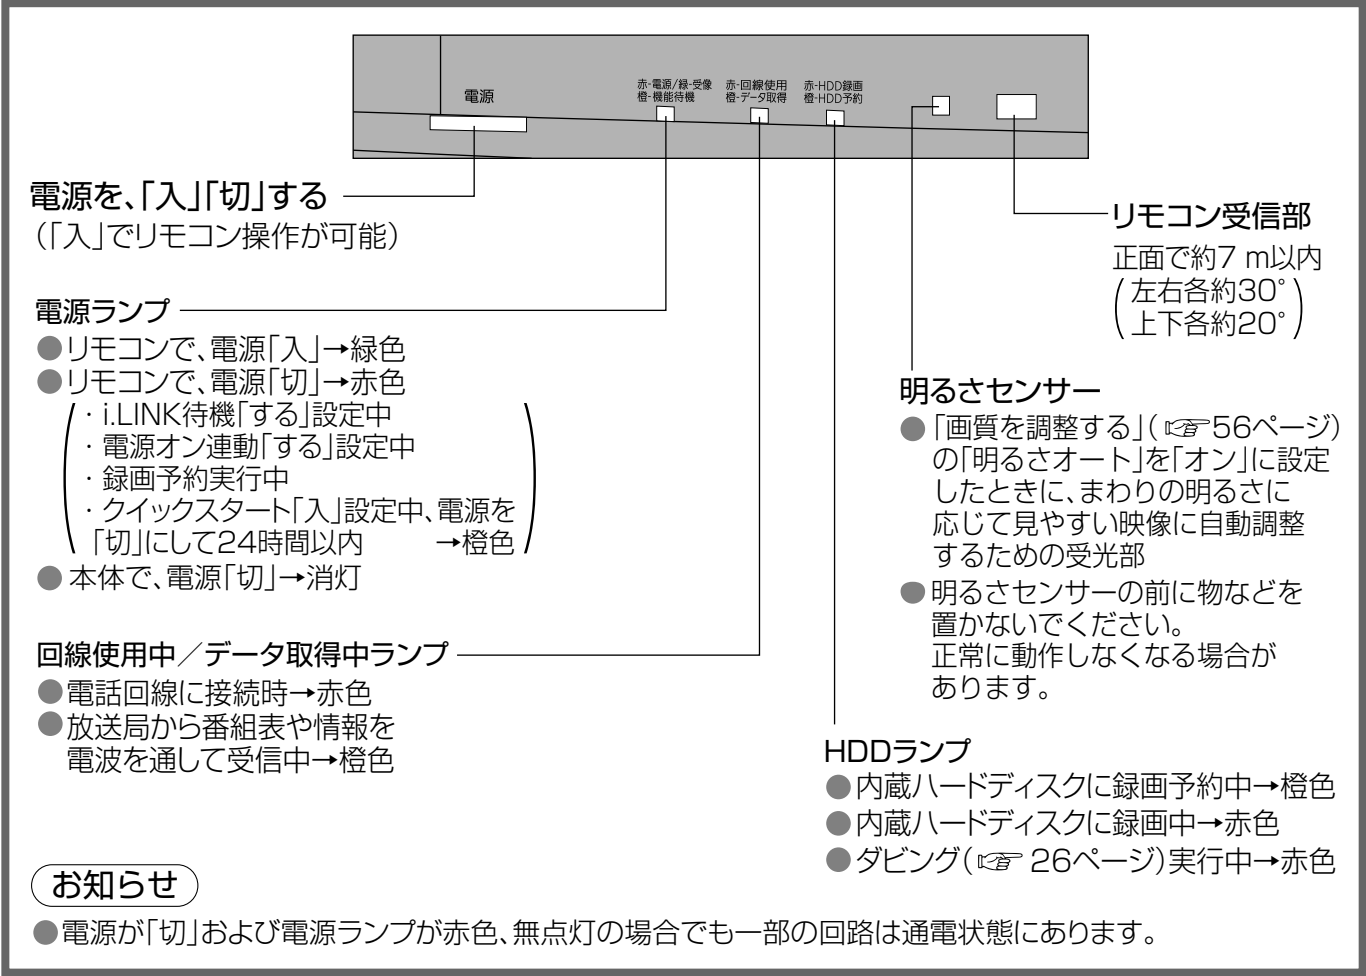 電源
赤-電源/緑-受像
橙-機能待機
赤-回線使用
橙-データ取得
赤-HDD録画
橙-HDD予約
電源を、「入」「切」する
(「入」でリモコン操作が可能)
電源ランプ
●リモコンで、電源「入」→緑色
●リモコンで、電源「切」→赤色
・i.LINK待機「する」設定中
・電源オン連動「する」設定中
・録画予約実行中
・クイックスタート「入」設定中、電源を
「切」にして24時間以内 →橙色
●本体で、電源「切」→消灯
回線使用中/データ取得中ランプ
●電話回線に接続時→赤色
●放送局から番組表や情報を
電波を通して受信中→橙色
リモコン受信部
正面で約7 m以内
(左右各約30°
上下各約20°)
明るさセンサー
●「画質を調整する」(☞56ページ)
の「明るさオート」を「オン」に設定
したときに、まわりの明るさに
応じて見やすい映像に自動調整
するための受光部
●明るさセンサーの前に物などを
置かないでください。
正常に動作しなくなる場合が
あります。
HDDランプ
●内蔵ハードディスクに録画予約中→橙色
●内蔵ハードディスクに録画中→赤色
●ダビング(☞26ページ)実行中→赤色
お知らせ
●電源が「切」および電源ランプが赤色、無点灯の場合でも一部の回路は通電状態にあります。